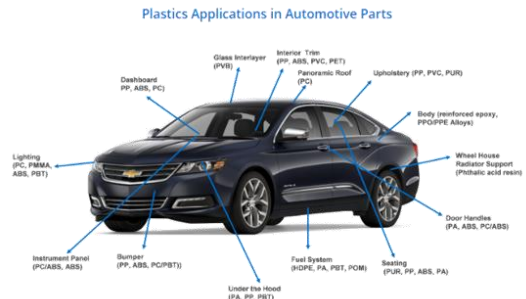 Plastics Applications in Automotive Parts
Glass Interlayer
(PVB)
Interior Trim
(PP, ABS, PVC, PET)
Panoramic Roof
(PC)
Upholstery (PP, PVC, PUR)
Dashboard
PP, ABS, PC)
Body (reinforced epoxy,
PPO/PPE Alloys)
Lighting
(PC, PMMA,
ABS, PBT)
Wheel House
Radiator Support
(Phthalic acid resin)
Door Handles
(PA, ABS, PC/ABS)
Instrument Panel
(PC/ABS, ABS)
Bumper
(PP, ABS, PC/PBT))
Under the Hood
(PA, PP, PBT)
Fuel System
(HDPE, PA, PBT, POM)
Seating
(PUR, PP, ABS, PA)